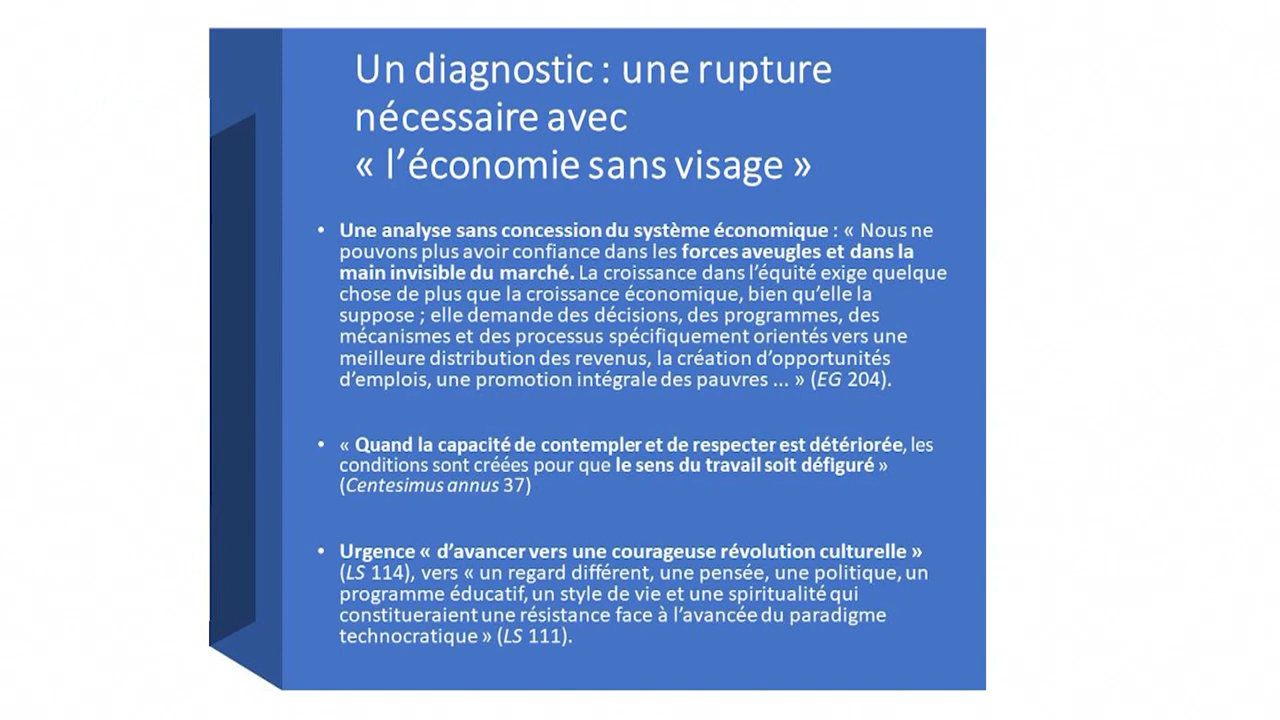 Un diagnostic : une rupture
nécessaire avec
« l’économie sans visage »
• Une analyse sans concession du système économique : « Nous ne
pouvons plus avoir confiance dans les forces aveugles et dans la
main invisible du marché. La croissance dans l’équité exige quelque
chose de plus que la croissance économique, bien qu’elle la
suppose ; elle demande des décisions, des programmes, des
mécanismes et des processus spécifiquement orientés vers une
meilleure distribution des revenus, la création d’opportunités
d’emplois, une promotion intégrale des pauvres ... » (EG 204).
• « Quand la capacité de contempler et de respecter est détériorée, les
conditions sont créées pour que le sens du travail soit défiguré »
(Centesimus annus 37)
• Urgence « d’avancer vers une courageuse révolution culturelle »
(LS 114), vers « un regard différent, une pensée, une politique, un
programme éducatif, un style de vie et une spiritualité qui
constitueraient une résistance face à l’avancée du paradigme
technocratique » (LS 111).